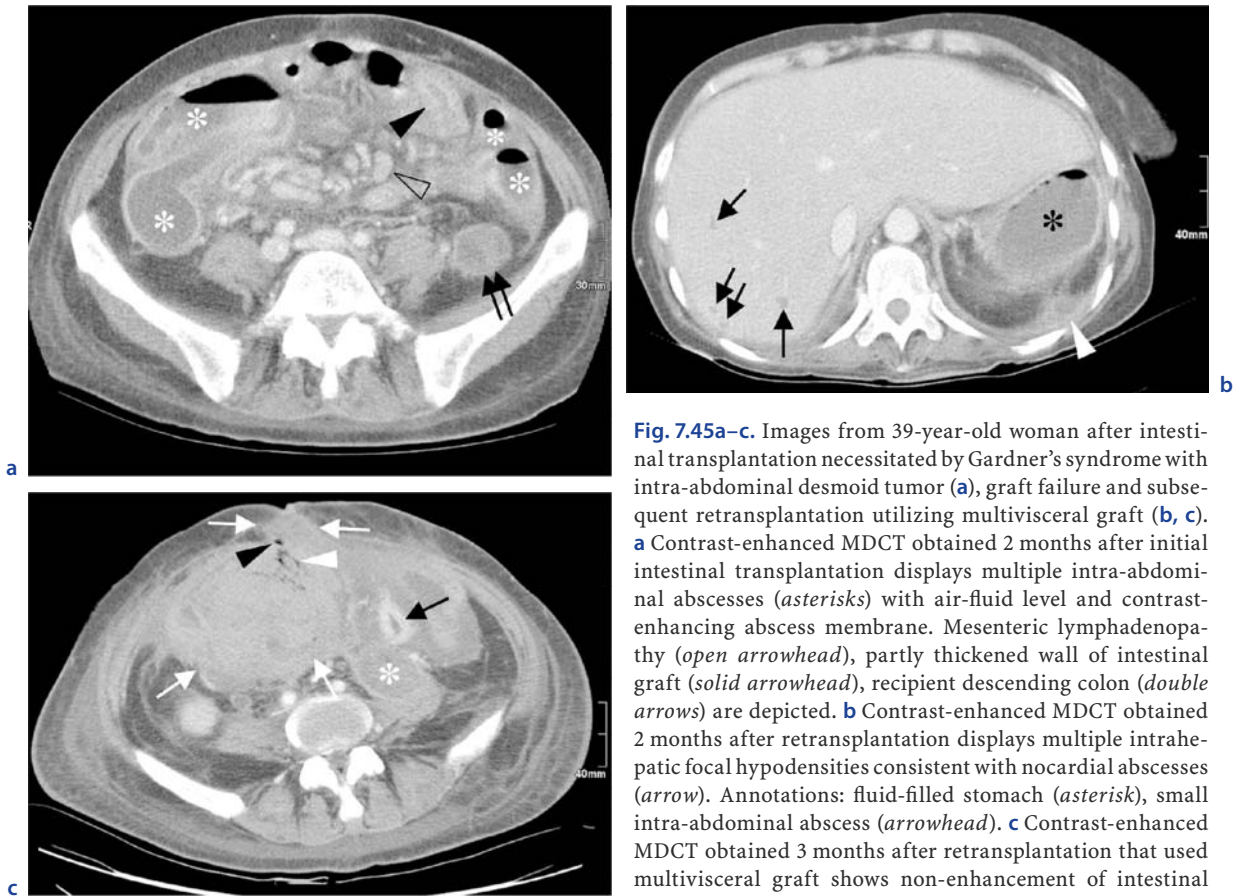 30mm
a
40mm
b
40mm
c
Fig. 7.45a–c. Images from 39-year-old woman after intesti-
nal transplantation necessitated by Gardner's syndrome with
intra-abdominal desmoid tumor (a), graft failure and subse-
quent retransplantation utilizing multivisceral graft (b, c).
a Contrast-enhanced MDCT obtained 2 months after initial
intestinal transplantation displays multiple intra-abdomi-
nal abscesses (asterisks) with air-fluid level and contrast-
enhancing abscess membrane. Mesenteric lymphadenopa-
thy (open arrowhead), partly thickened wall of intestinal
graft (solid arrowhead), recipient descending colon (double
arrows) are depicted. b Contrast-enhanced MDCT obtained
2 months after retransplantation displays multiple intrahe-
patic focal hypodensities consistent with nocardial abscesses
(arrow). Annotations: fluid-filled stomach (asterisk), small
intra-abdominal abscess (arrowhead). c Contrast-enhanced
MDCT obtained 3 months after retransplantation that used
multivisceral graft shows non-enhancement of intestinal